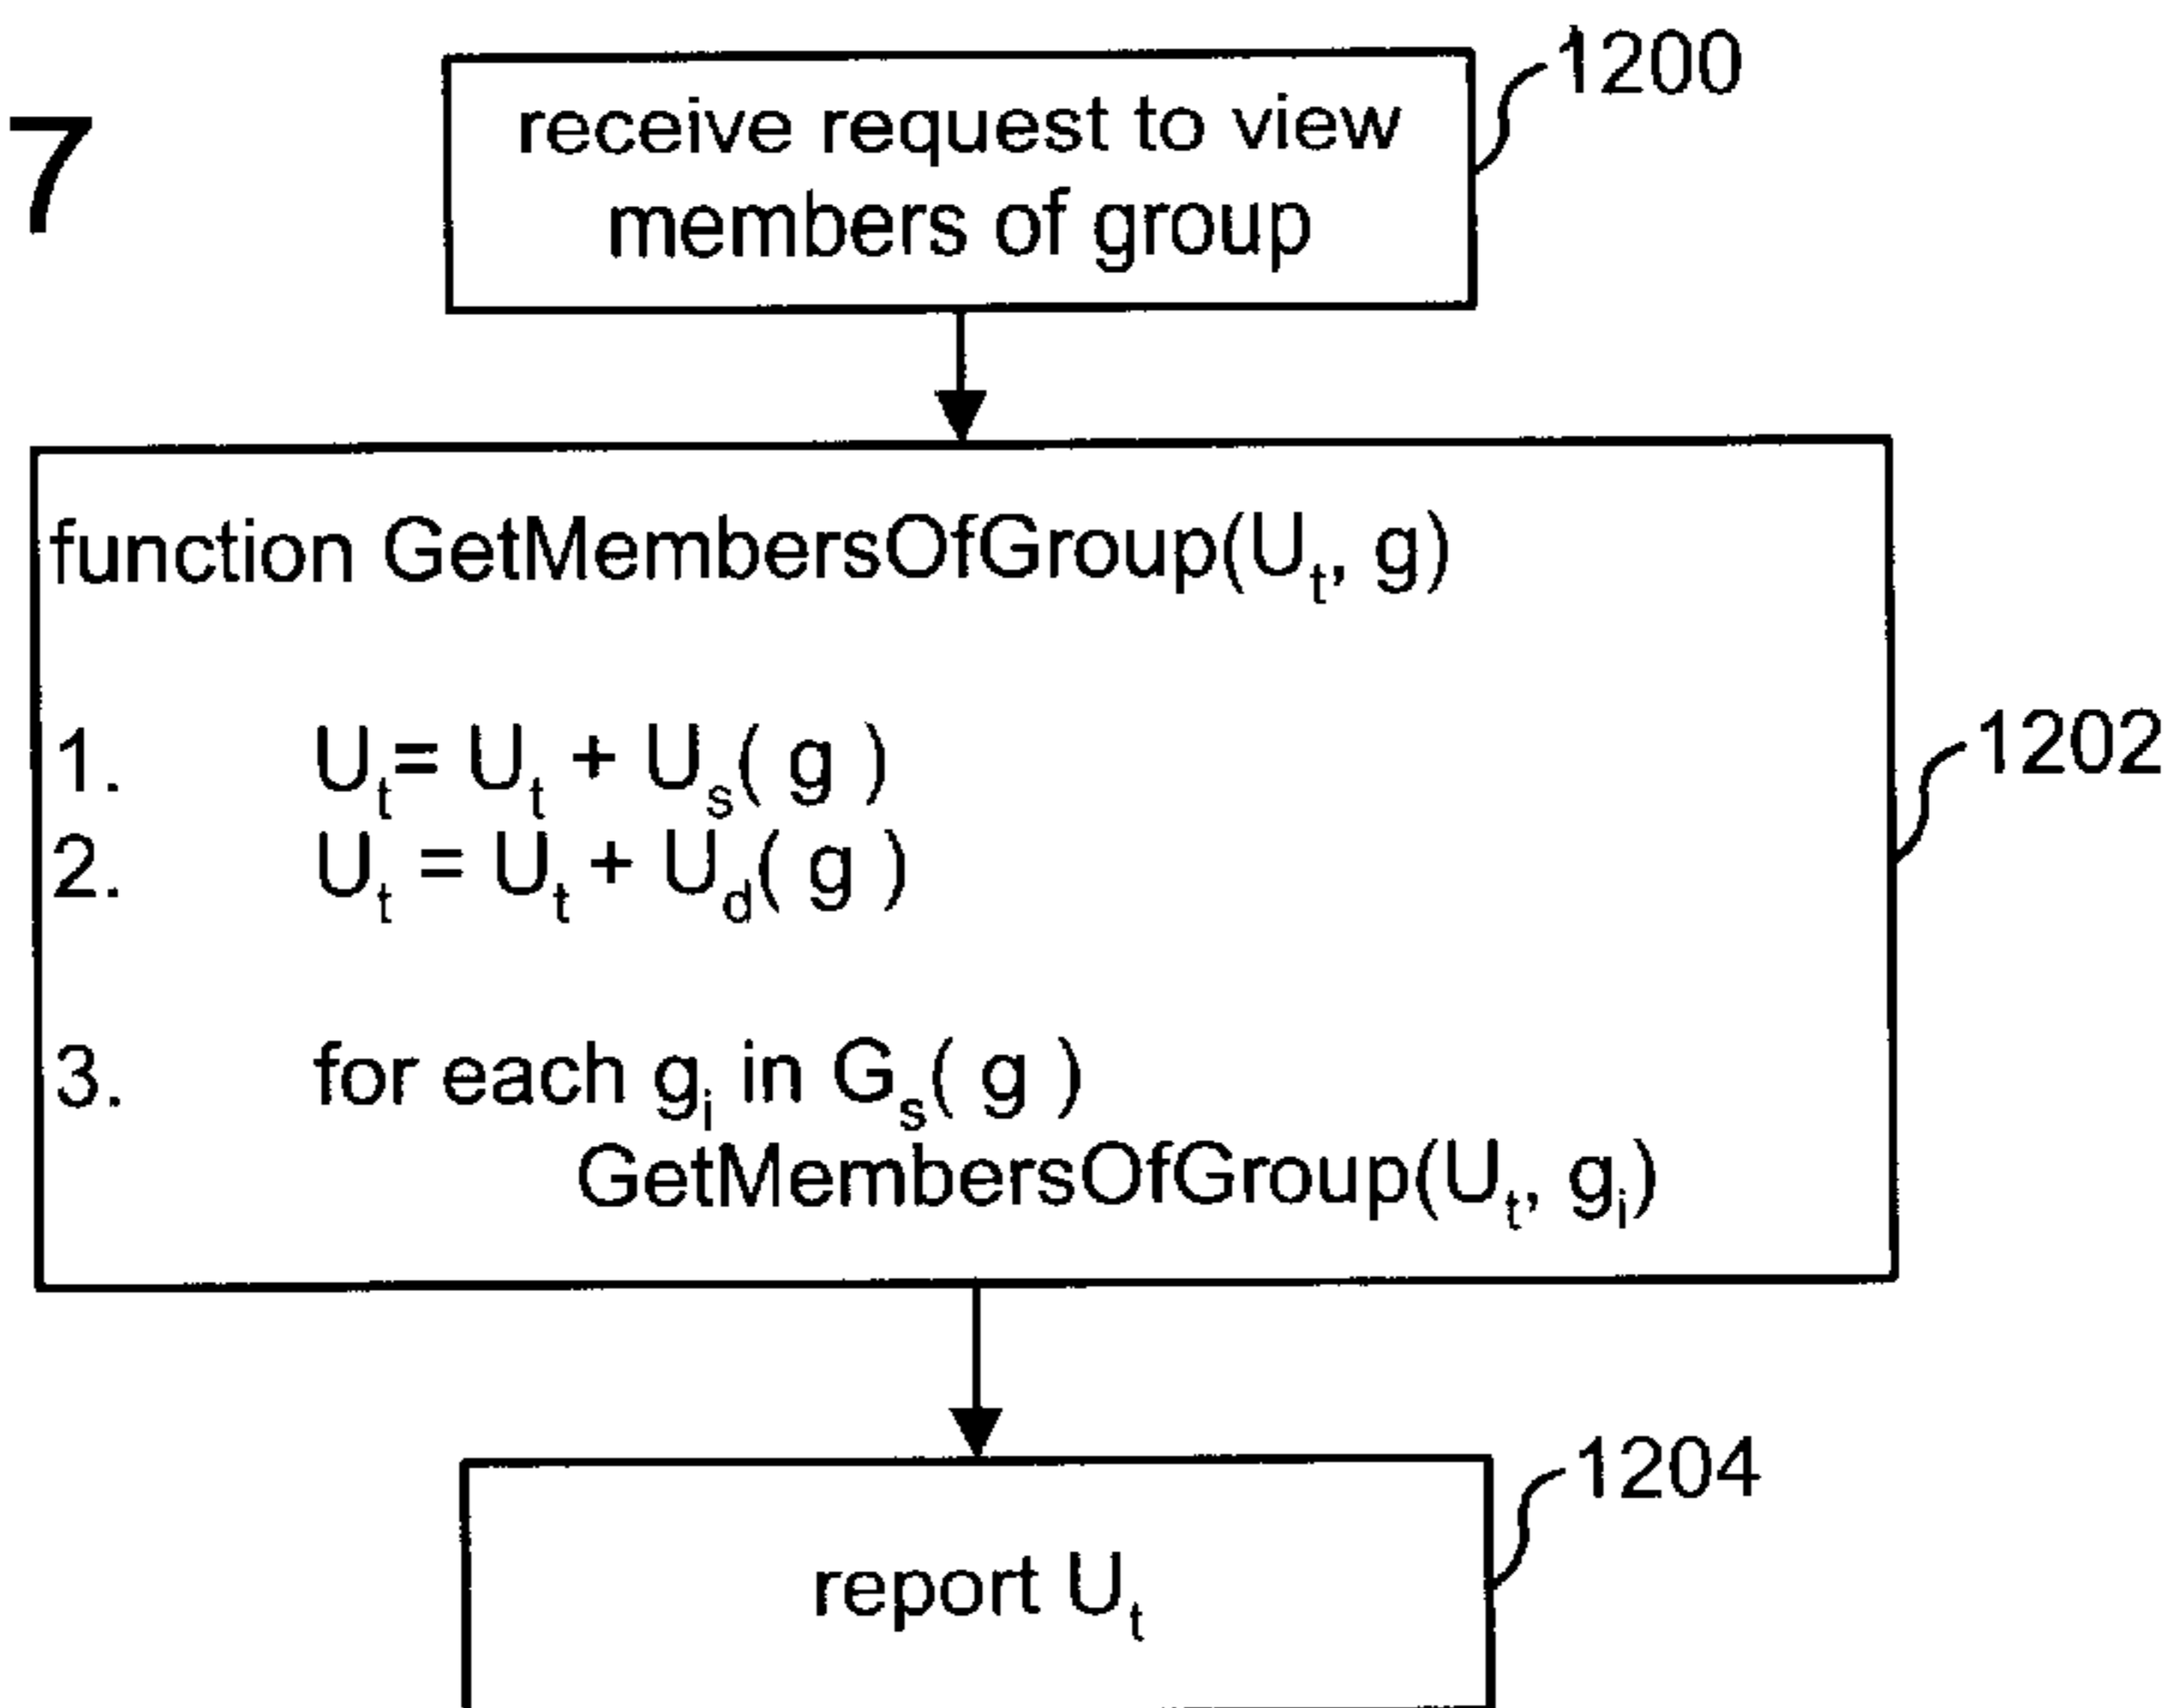 7
1200
receive request to view
members of group
function GetMembersOfGroup(Uₜ, g)
1. Uₜ= Uₜ + Uₛ( g )
1202
2. Uₜ = Uₜ + U_d( g )
3. for each gᵢ in Gₛ( g )
GetMembersOfGroup(Uₜ, gᵢ)
1204
report Uₜ